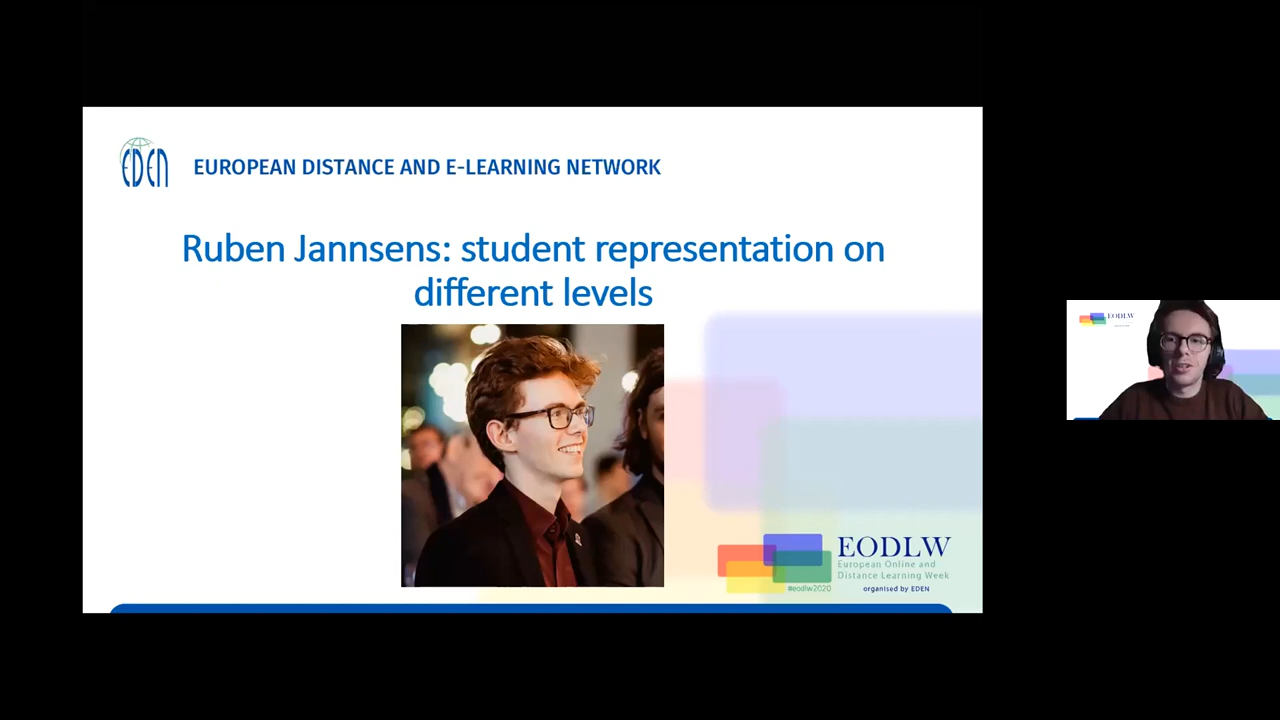 EDEN
EUROPEAN DISTANCE AND E-LEARNING NETWORK
Ruben Jannsens: student representation on
different levels
EODLW
European Online and
Distance Learning Week
#eodlw2020
organised by EDEN
EODLW